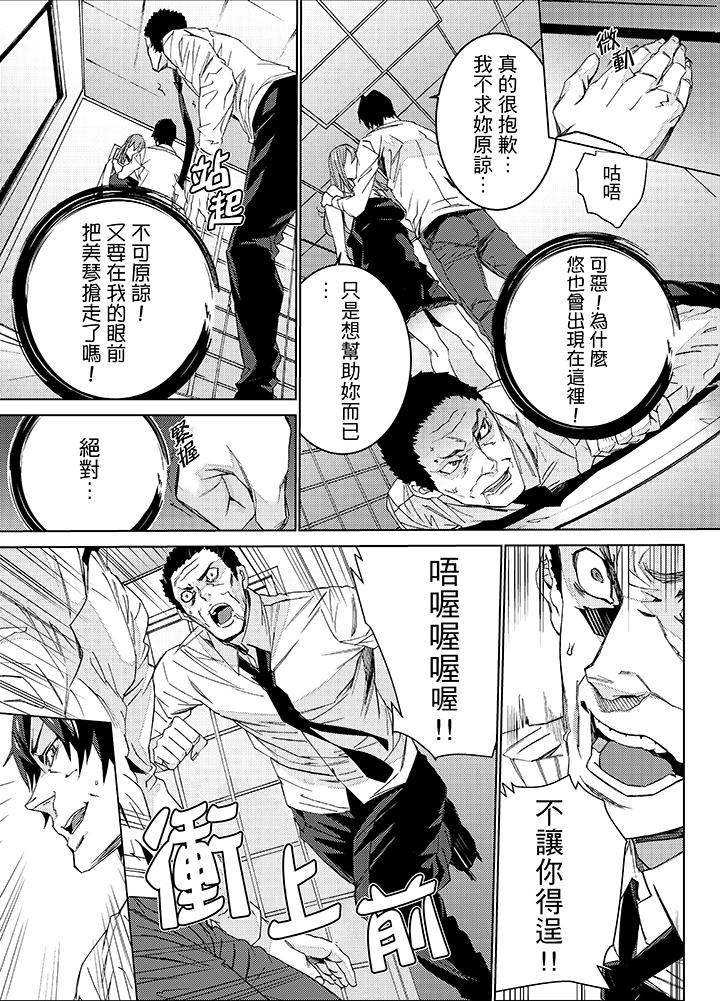 微動
咕唔
真的很抱歉…
我不求妳原諒…
可惡！為什麼
悠也會出現在這裡！
只是想幫助妳而已
…
站起
不可原諒！
又要在我的眼前
把美琴搶走了嗎！
緊握
絕對…
不讓你得逞!!
唔喔喔喔喔!!
衝上前